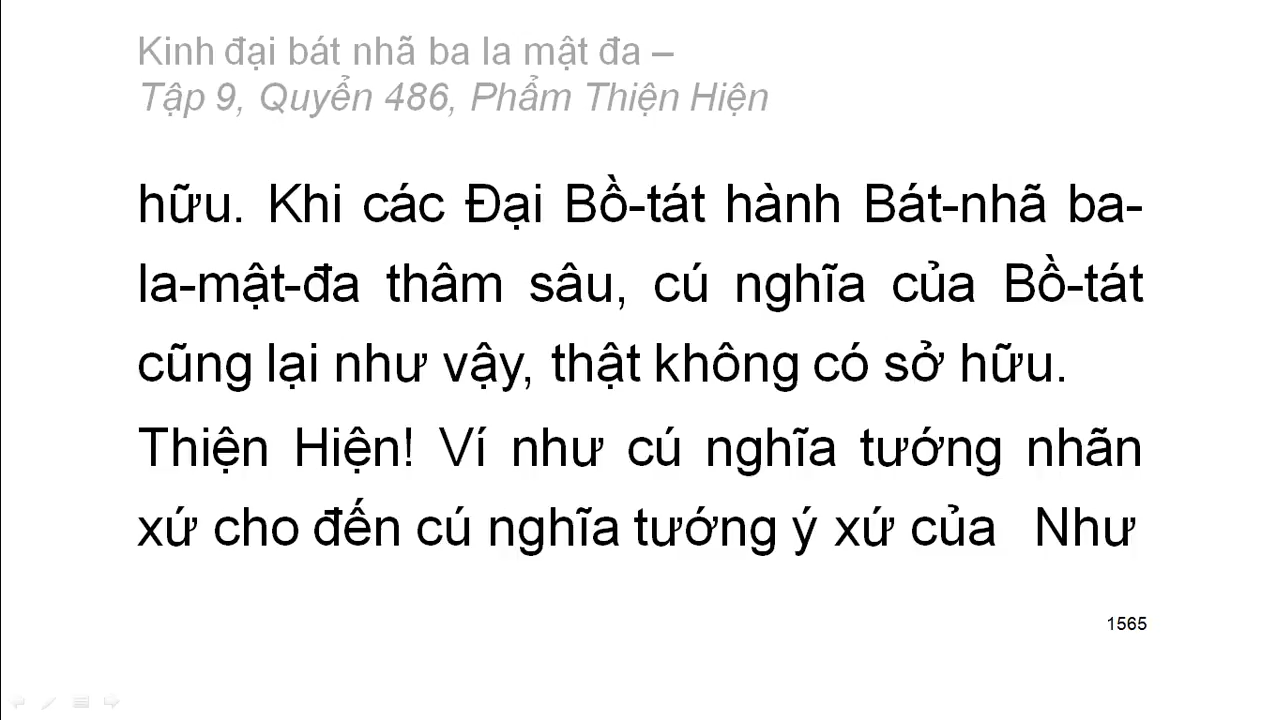 Kinh đại bát nhã ba la mật đa –
Tập 9, Quyển 486, Phẩm Thiện Hiện
hữu. Khi các Đại Bồ-tát hành Bát-nhã ba-
la-mật-đa thâm sâu, cú nghĩa của Bồ-tát
cũng lại như vậy, thật không có sở hữu.
Thiện Hiện! Ví như cú nghĩa tướng nhãn
xứ cho đến cú nghĩa tướng ý xứ của Như
1565